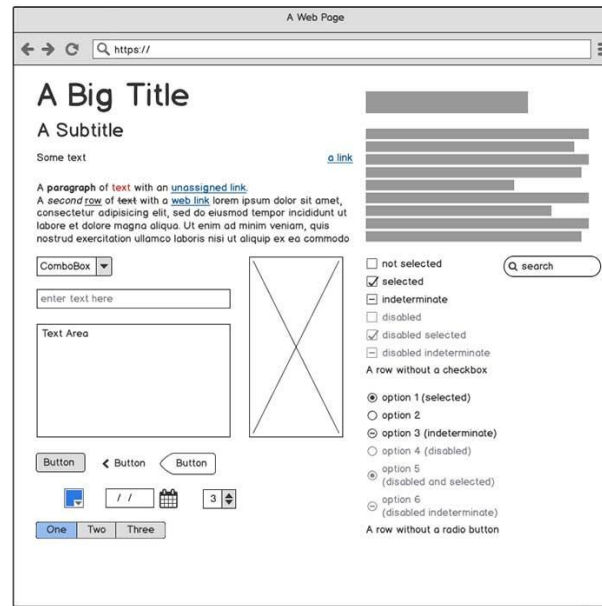 A Web Page
https://
A Big Title
A Subtitle
Some text
a link
A paragraph of text with an unassigned link.
A second row of text with a web link lorem ipsum dolor sit amet,
consectetur adipisicing elit, sed do eiusmod tempor incididunt ut
labore et dolore magna aliqua. Ut enim ad minim veniam, quis
nostrud exercitation ullamco laboris nisi ut aliquip ex ea commodo
ComboBox
enter text here
Text Area
Button
Button
Button
/ /
3
One Two Three
not selected
search
selected
indeterminate
disabled
disabled selected
disabled indeterminate
A row without a checkbox
option 1 (selected)
option 2
option 3 (indeterminate)
option 4 (disabled)
option 5
(disabled and selected)
option 6
(disabled indeterminate)
A row without a radio button